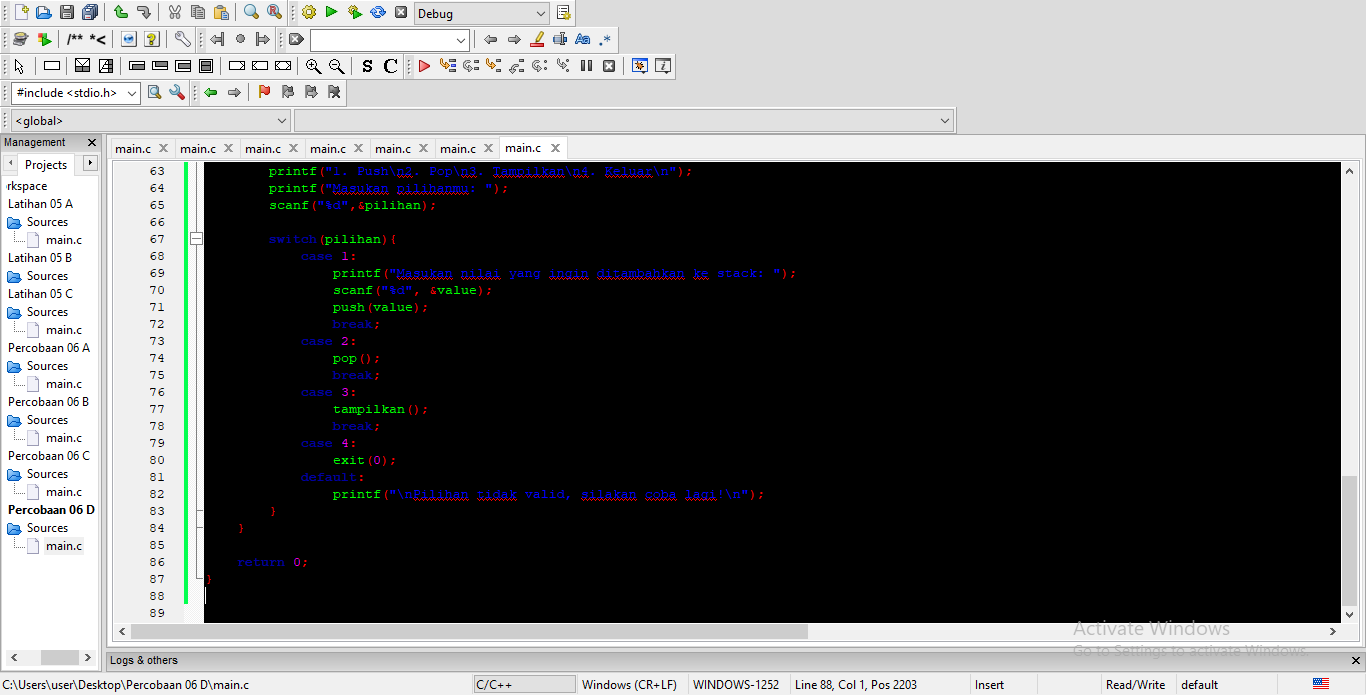 Debug
/** *<
Aa .*
S C
#include <stdio.h>
<global>
Management
Projects
rkspace
Latihan 05 A
Sources
main.c
Latihan 05 B
Sources
Latihan 05 C
Sources
main.c
Percobaan 06 A
Sources
main.c
Percobaan 06 B
Sources
main.c
Percobaan 06 C
Sources
main.c
Percobaan 06 D
Sources
main.c
main.c main.c main.c main.c main.c main.c main.c
63 printf("1. Push\n2. Pop\n3. Tampilkan\n4. Keluar\n");
64 printf("Masukan pilihanmu: ");
65 scanf("%d",&pilihan);
66
67 switch(pilihan){
68 case 1:
69 printf("Masukan nilai yang ingin ditambahkan ke stack: ");
70 scanf("%d", &value);
71 push(value);
72 break;
73 case 2:
74 pop();
75 break;
76 case 3:
77 tampilkan();
78 break;
79 case 4:
80 exit(0);
81 default:
82 printf("\nPilihan tidak valid, silakan coba lagi!\n");
83 }
84 }
85
86 return 0;
87 }
88
89
Activate Windows
Go to Settings to activate Windows.
Logs & others
C:\Users\user\Desktop\Percobaan 06 D\main.c C/C++ Windows (CR+LF) WINDOWS-1252 Line 88, Col 1, Pos 2203 Insert Read/Write default